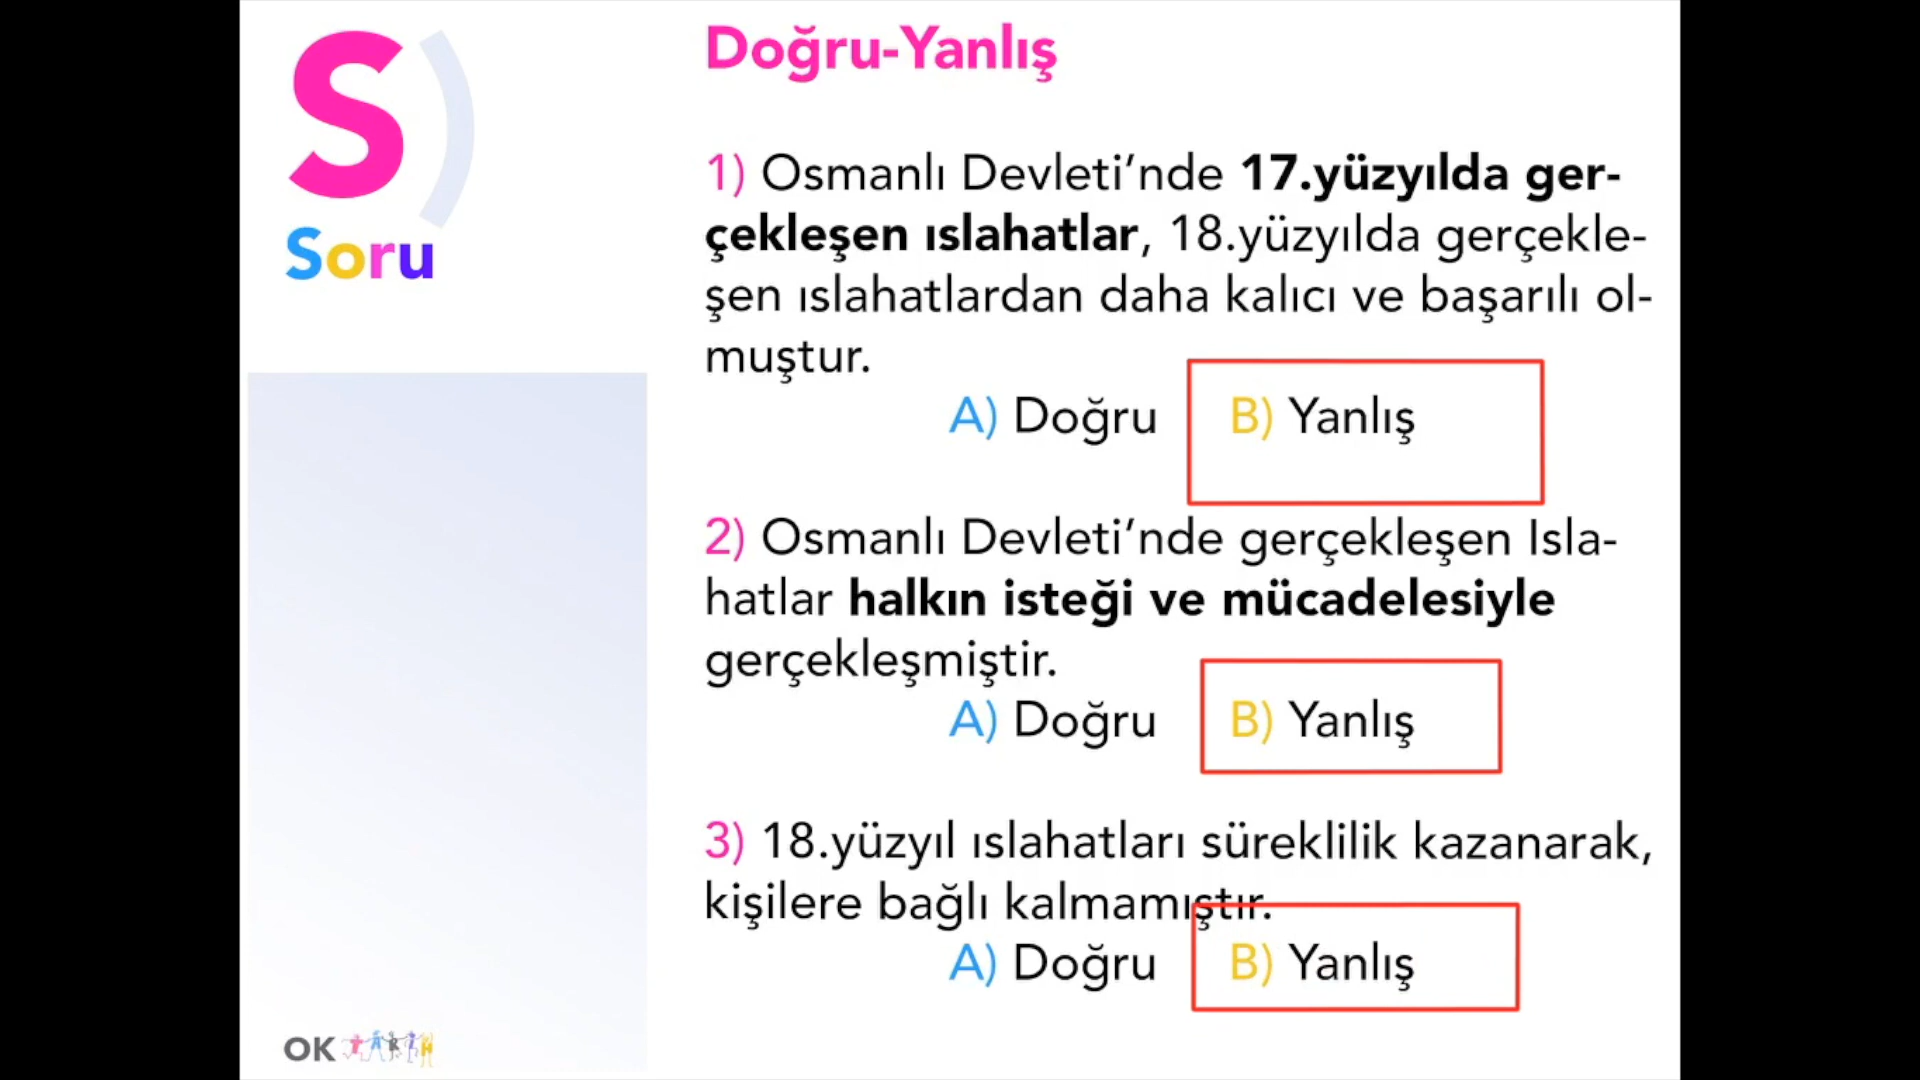 S)
Soru
Doğru-Yanlış
1) Osmanlı Devleti’nde 17.yüzyılda ger-
çekleşen ıslahatlar, 18.yüzyılda gerçekle-
şen ıslahatlardan daha kalıcı ve başarılı ol-
muştur.
A) Doğru B) Yanlış
2) Osmanlı Devleti’nde gerçekleşen Isla-
hatlar halkın isteği ve mücadelesiyle
gerçekleşmiştir.
A) Doğru B) Yanlış
3) 18.yüzyıl ıslahatları süreklilik kazanarak,
kişilere bağlı kalmamıştır.
A) Doğru B) Yanlış
OK TARİH